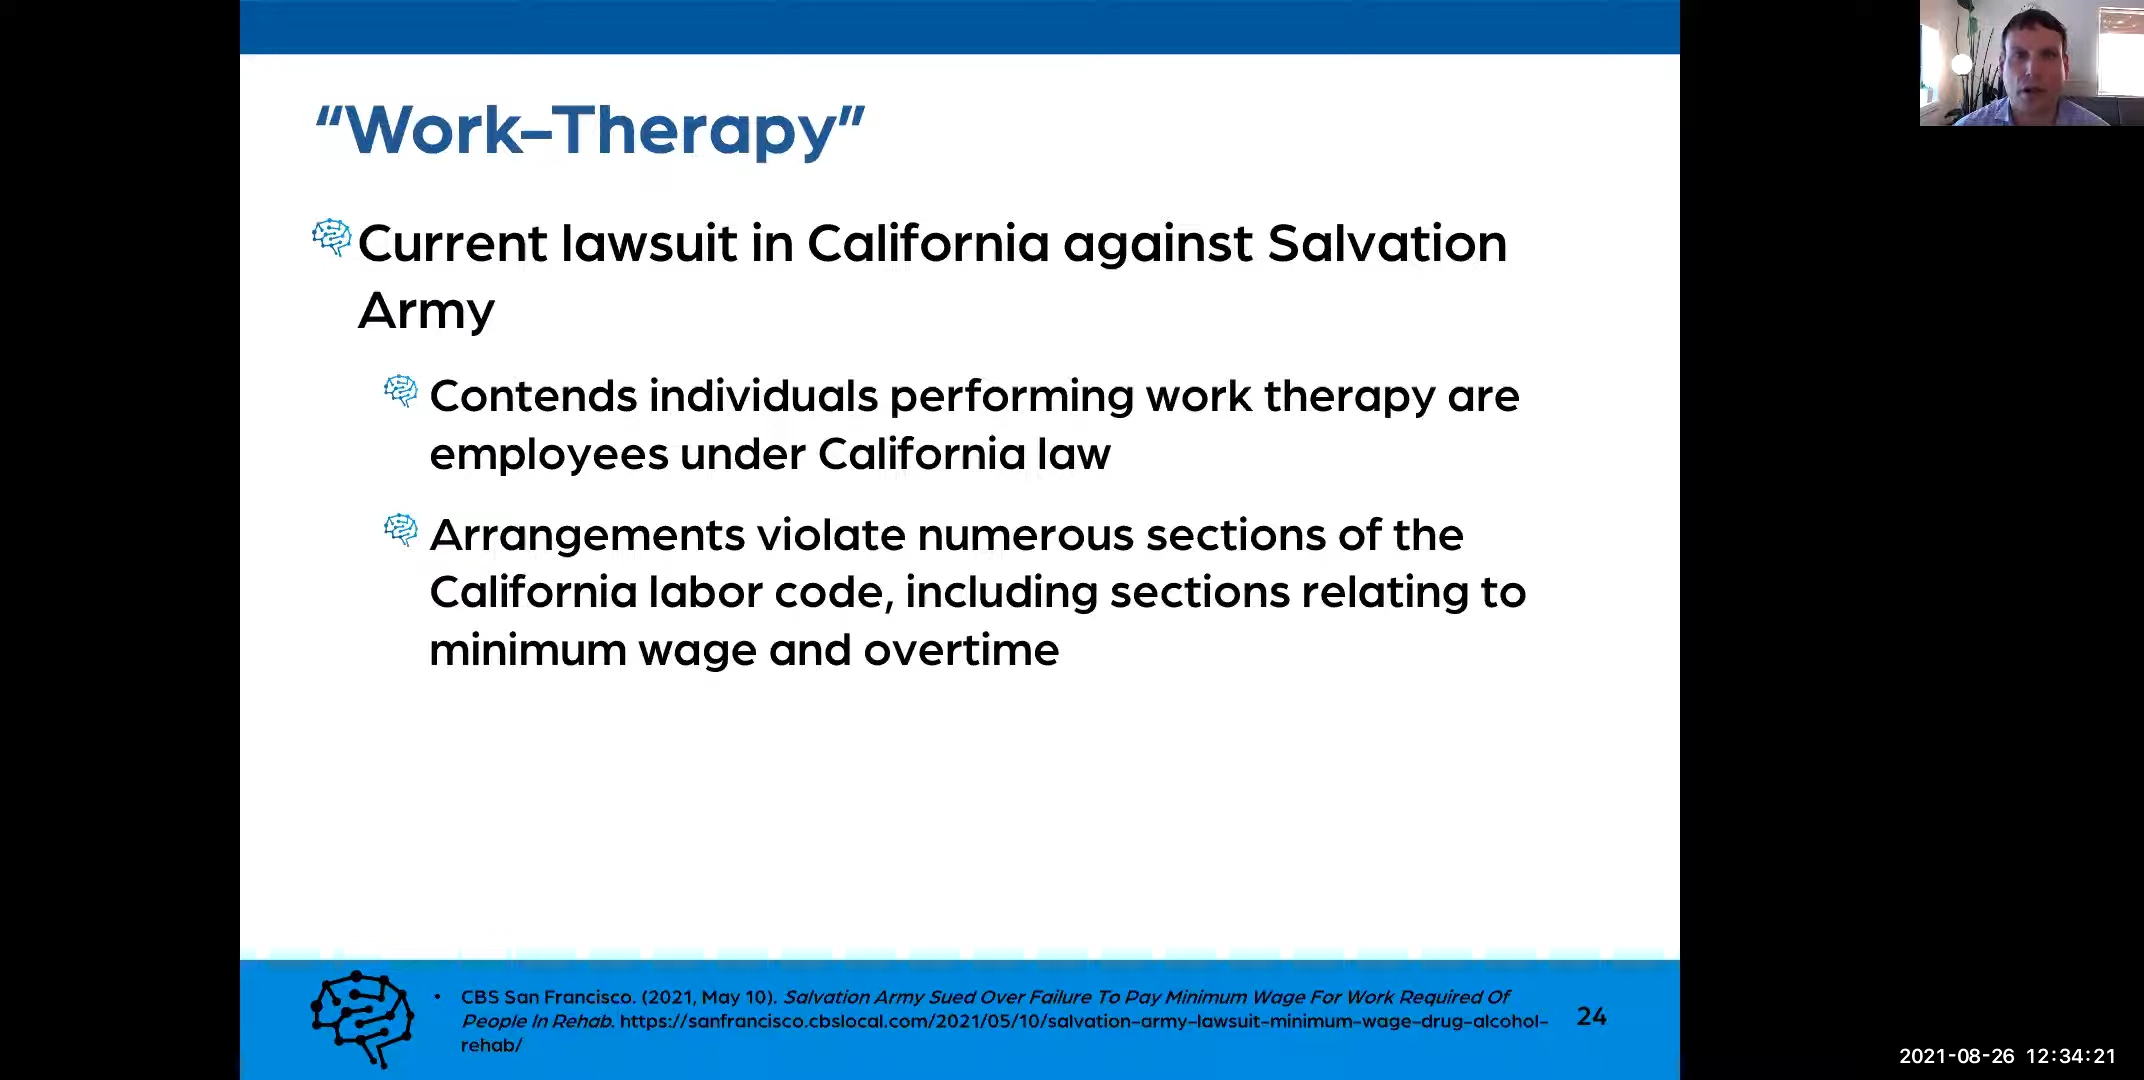 “Work-Therapy”
Current lawsuit in California against Salvation
Army
Contends individuals performing work therapy are
employees under California law
Arrangements violate numerous sections of the
California labor code, including sections relating to
minimum wage and overtime
• CBS San Francisco. (2021, May 10). Salvation Army Sued Over Failure To Pay Minimum Wage For Work Required Of
People In Rehab. https://sanfrancisco.cbslocal.com/2021/05/10/salvation-army-lawsuit-minimum-wage-drug-alcohol-
rehab/
24
2021-08-26 12:34:21